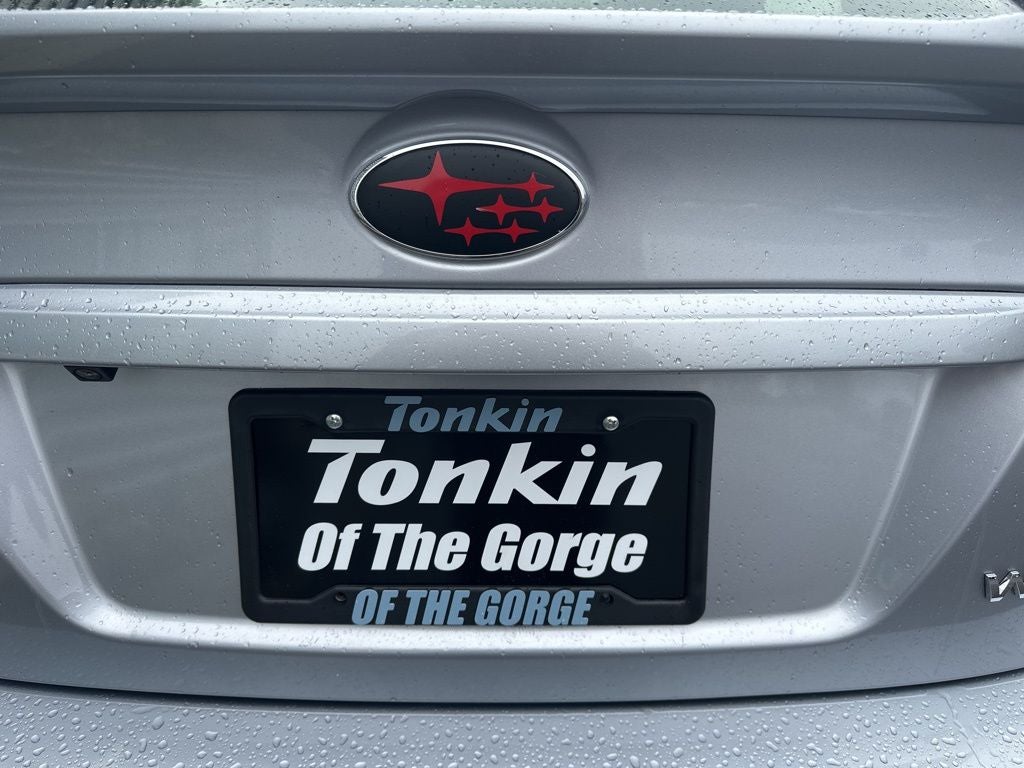 Tonkin
Tonkin
Of The Gorge
OF THE GORGE
W